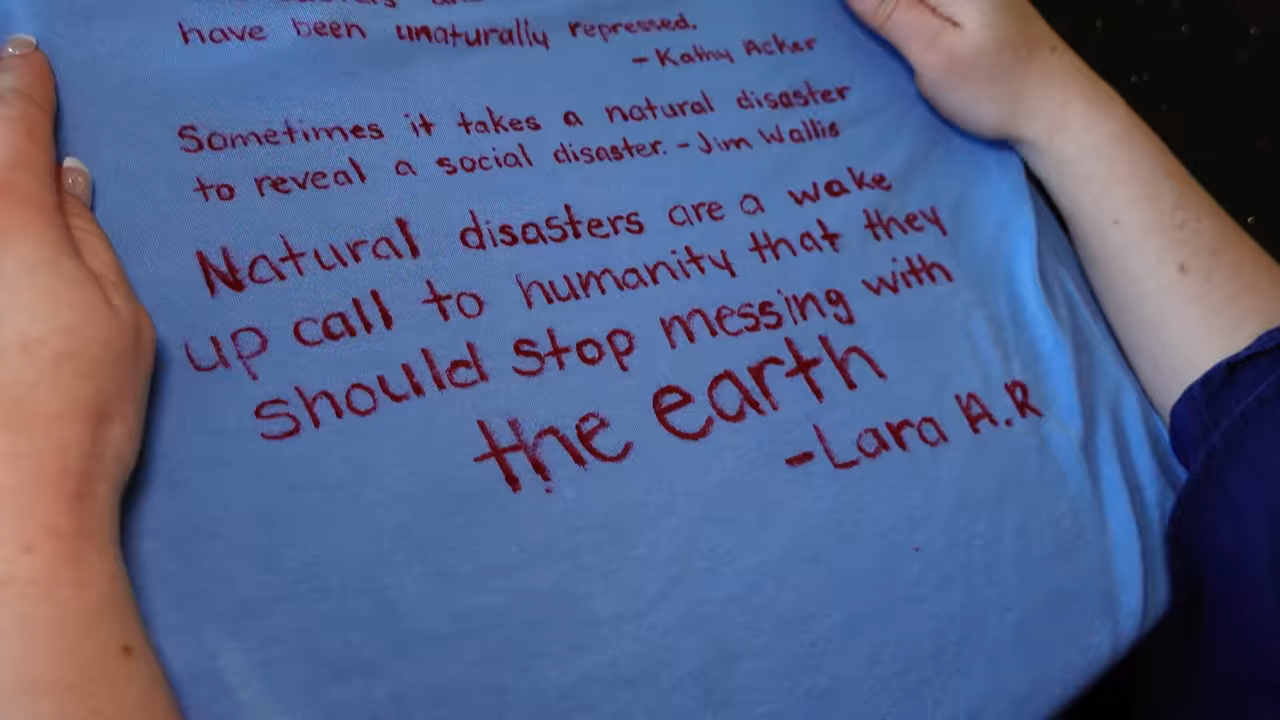 have been unnaturally repressed.
- Kathy Acker
Sometimes it takes a natural disaster
to reveal a social disaster. - Jim Wallis
Natural disasters are a wake
up call to humanity that they
should stop messing with
the earth
- Lara A.R